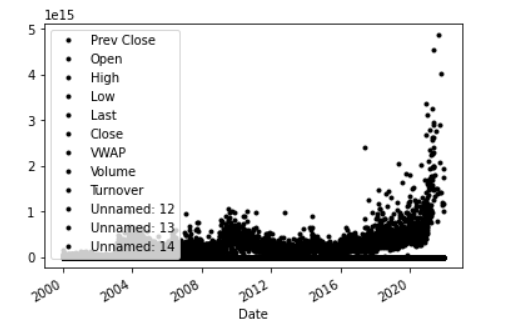 1e15
5
4
3
2
1
0
Prev Close
Open
High
Low
Last
Close
VWAP
Volume
Turnover
Unnamed: 12
Unnamed: 13
Unnamed: 14
2000
2004
2008
2012
2016
2020
Date